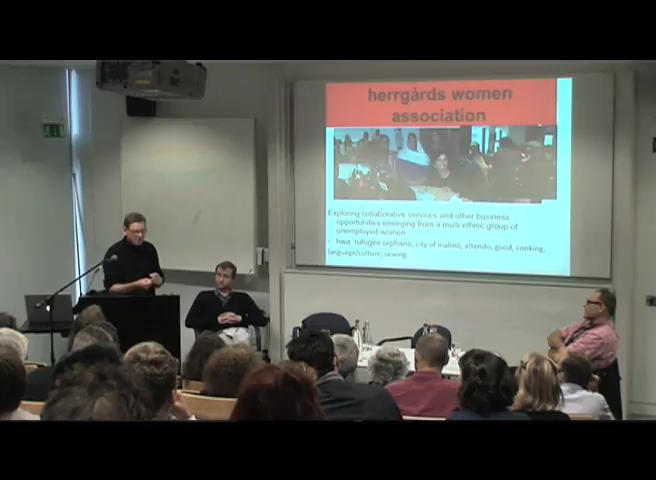 herrgårds women
association
Exploring collaborative services and other business
opportunities emerging from a multi ethnic group of
unemployed women
- hwa, rufugee orphans, city of malmö, attendo, good, cooking,
language/culture, sewing